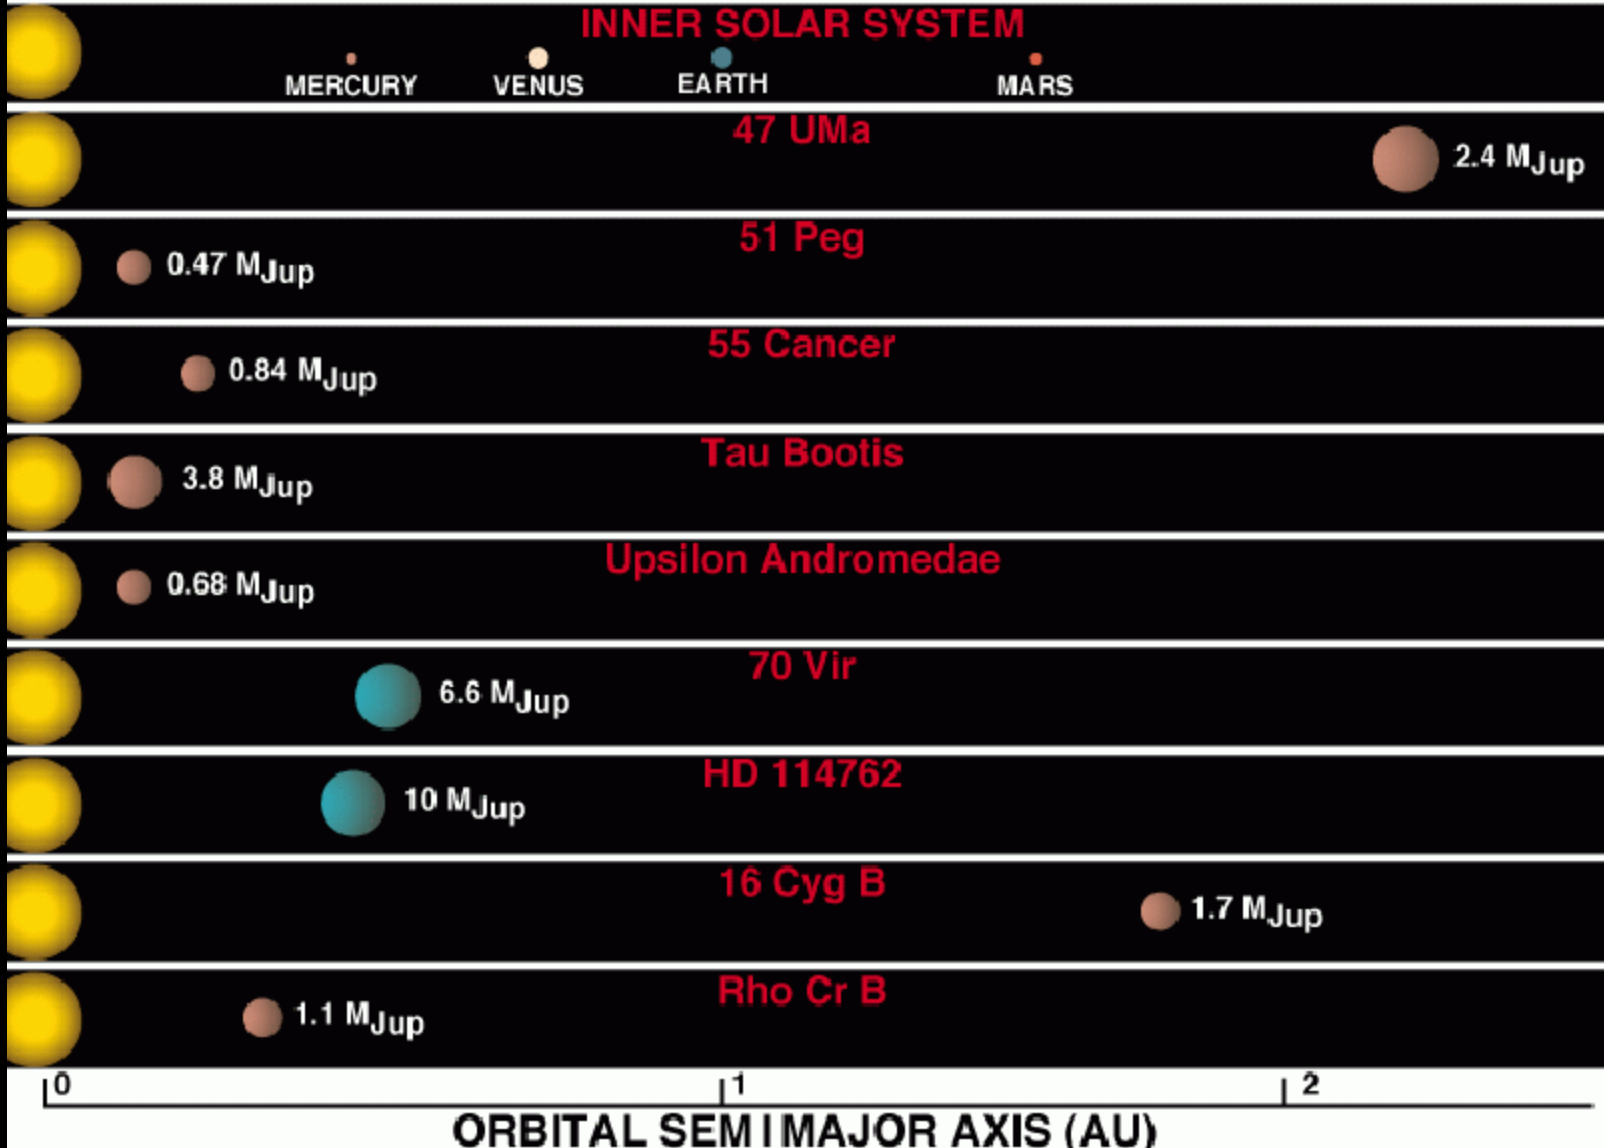 INNER SOLAR SYSTEM
MERCURY VENUS EARTH MARS
47 UMa
2.4 MJup
51 Peg
0.47 MJup
55 Cancer
0.84 MJup
Tau Bootis
3.8 MJup
Upsilon Andromedae
0.68 MJup
70 Vir
6.6 MJup
HD 114762
10 MJup
16 Cyg B
1.7 MJup
Rho Cr B
1.1 MJup
0 1 2
ORBITAL SEMIMAJOR AXIS (AU)